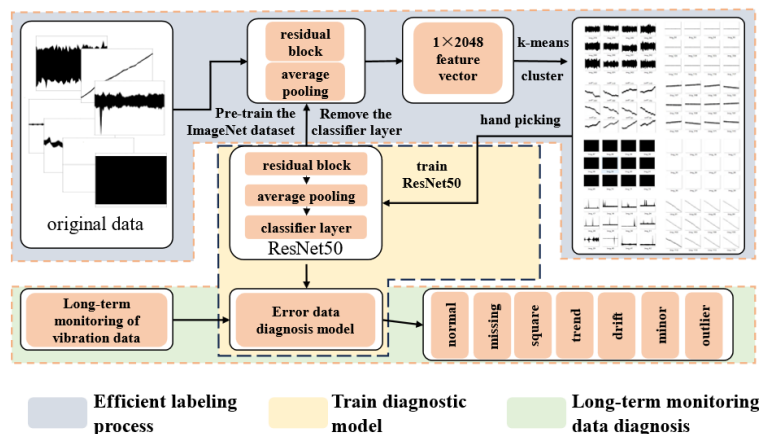 original data
residual
block
average
pooling
1×2048
feature
vector
k-means
cluster
hand picking
Pre-train the
ImageNet dataset
Remove the
classifier layer
residual block
average pooling
classifier layer
ResNet50
train
ResNet50
Long-term
monitoring of
vibration data
Error data
diagnosis model
normal
missing
square
trend
drift
minor
outlier
Efficient labeling
process
Train diagnostic
model
Long-term monitoring
data diagnosis